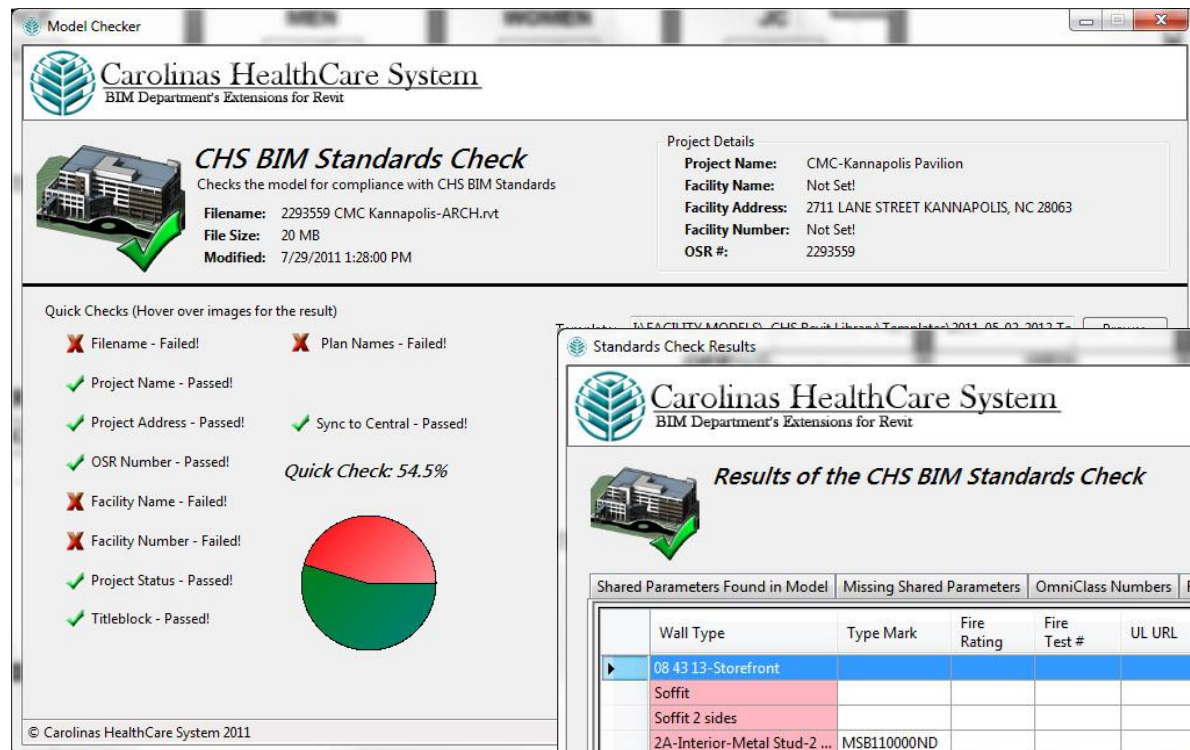 MEN
WOMEN
JC
Model Checker
Carolinas HealthCare System
BIM Department's Extensions for Revit
CHS BIM Standards Check
Checks the model for compliance with CHS BIM Standards
Filename: 2293559 CMC Kannapolis-ARCH.rvt
File Size: 20 MB
Modified: 7/29/2011 1:28:00 PM
Project Details
Project Name: CMC-Kannapolis Pavilion
Facility Name: Not Set!
Facility Address: 2711 LANE STREET KANNAPOLIS, NC 28063
Facility Number: Not Set!
OSR #: 2293559
Quick Checks (Hover over images for the result)
Filename - Failed!
Plan Names - Failed!
Project Name - Passed!
Project Address - Passed!
Sync to Central - Passed!
OSR Number - Passed!
Quick Check: 54.5%
Facility Name - Failed!
Facility Number - Failed!
Project Status - Passed!
Titleblock - Passed!
© Carolinas HealthCare System 2011
Standards Check Results
Carolinas HealthCare System
BIM Department's Extensions for Revit
Results of the CHS BIM Standards Check
Shared Parameters Found in Model Missing Shared Parameters OmniClass Numbers
Wall Type Type Mark Fire Rating Fire Test # UL URL
08 43 13-Storefront
Soffit
Soffit 2 sides
2A-Interior-Metal Stud-2 ... MSB110000ND